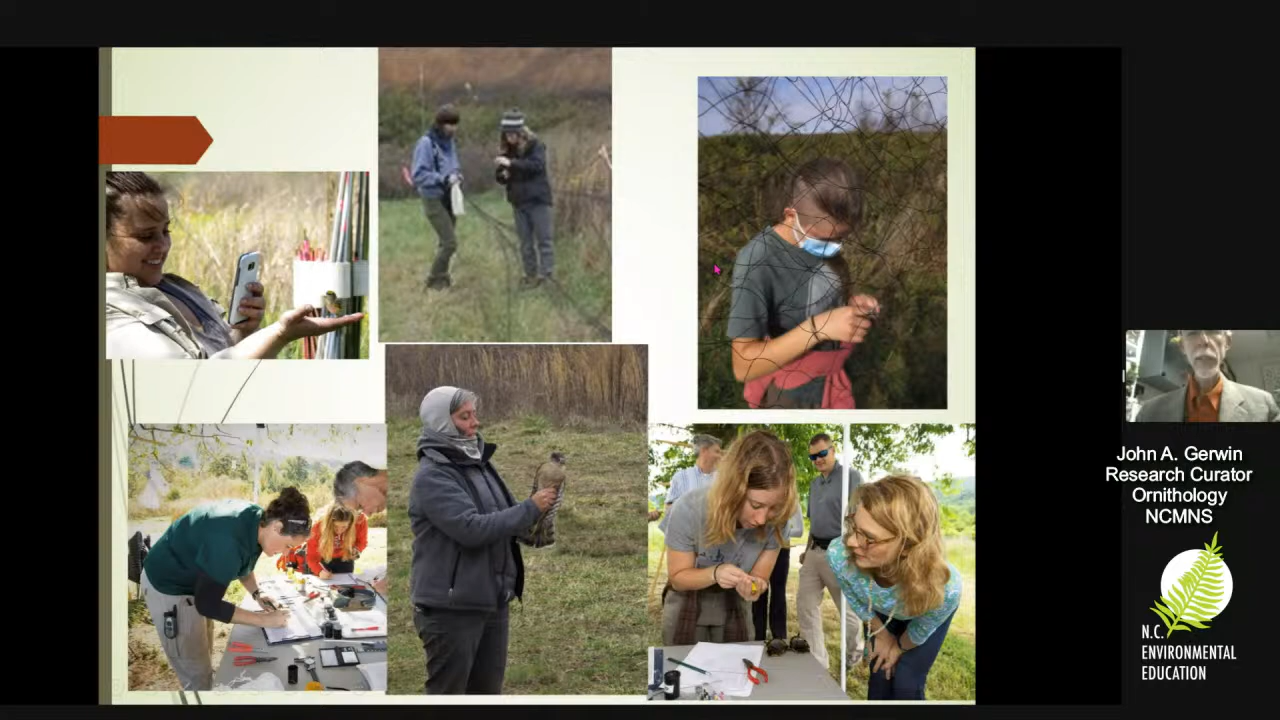 John A. Gerwin
Research Curator
Ornithology
NCMNS
N.C.
ENVIRONMENTAL
EDUCATION